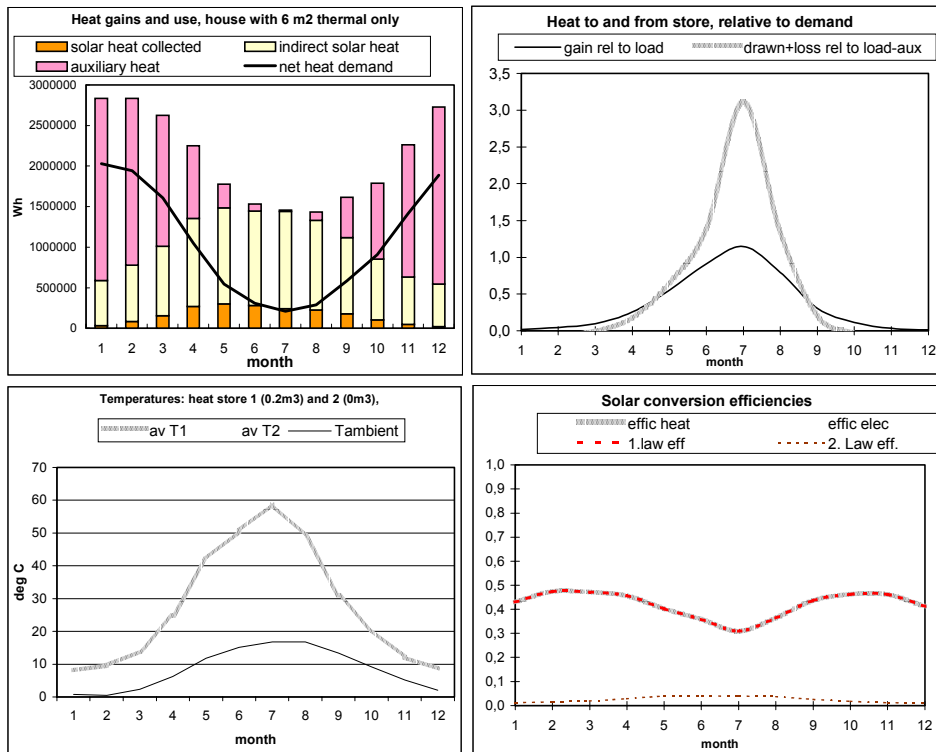 Heat gains and use, house with 6 m2 thermal only
solar heat collected indirect solar heat
auxiliary heat net heat demand
3000000
2500000
2000000
1500000
1000000
500000
0
Wh
1 2 3 4 5 6 7 8 9 10 11 12
month
Heat to and from store, relative to demand
gain rel to load drawn+loss rel to load-aux
3,5
3,0
2,5
2,0
1,5
1,0
0,5
0,0
1 2 3 4 5 6 7 8 9 10 11 12
month
Temperatures: heat store 1 (0.2m3) and 2 (0m3),
av T1 av T2 Tambient
70
60
50
40
30
20
10
0
deg C
1 2 3 4 5 6 7 8 9 10 11 12
month
Solar conversion efficiencies
effic heat effic elec
1.law eff 2. Law eff.
1,0
0,9
0,8
0,7
0,6
0,5
0,4
0,3
0,2
0,1
0,0
1 2 3 4 5 6 7 8 9 10 11 12
month